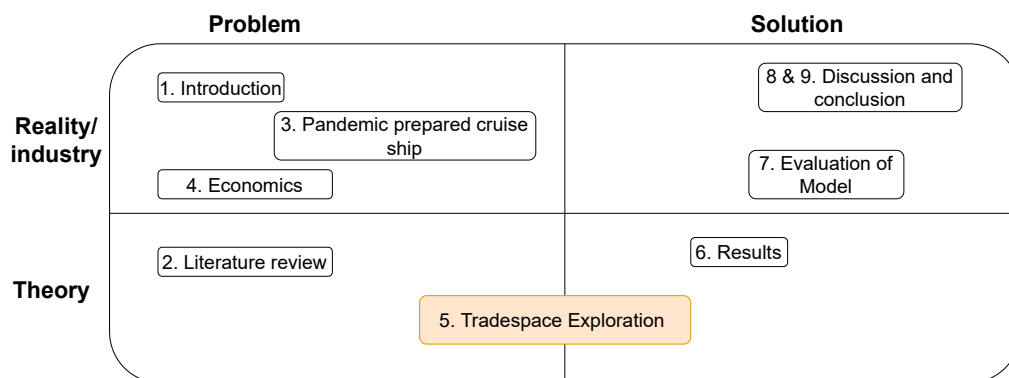 Problem
Solution
Reality/
industry
1. Introduction
3. Pandemic prepared cruise
ship
4. Economics
8 & 9. Discussion and
conclusion
7. Evaluation of
Model
Theory
2. Literature review
6. Results
5. Tradespace Exploration